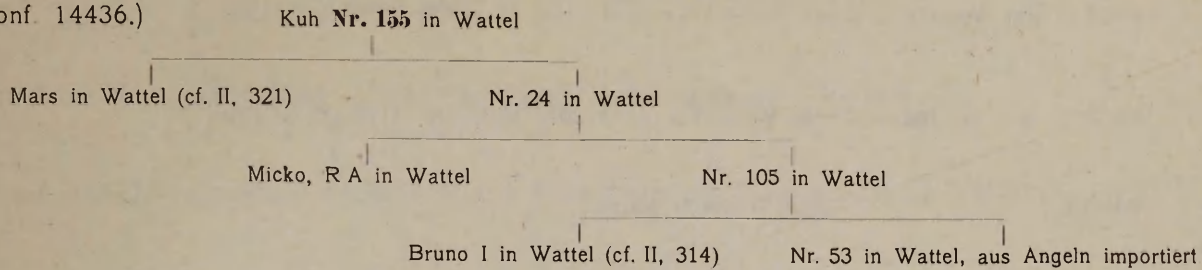 14436.) Kuh Nr. 155 in Wattel
Mars in Wattel (cf. II, 321) Nr. 24 in Wattel
Micko, R A in Wattel Nr. 105 in Wattel
Bruno I in Wattel (cf. II, 314) Nr. 53 in Wattel, aus Angeln importiert